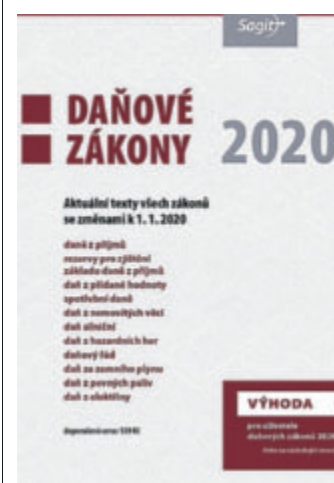 Sagit
DAŇOVÉ
ZÁKONY 2020
Aktuální texty všech zákonů
se změnami k 1. 1. 2020
daně z příjmů
rezervy pro zjištění
základu daně z příjmů
daň z přidané hodnoty
spotřební daně
daň z nemovitých věcí
daň silniční
daň z hazardních her
daňový řád
daň ze zemního plynu
daň z pevných paliv
daň z elektřiny
VÝHODA
pro uživatele
daňových zákonů 2020